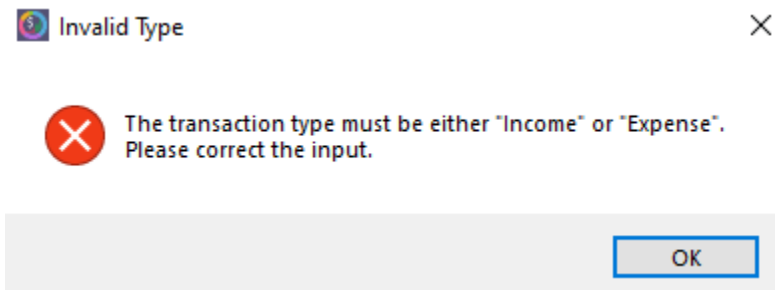 Invalid Type
The transaction type must be either "Income" or "Expense".
Please correct the input.
OK